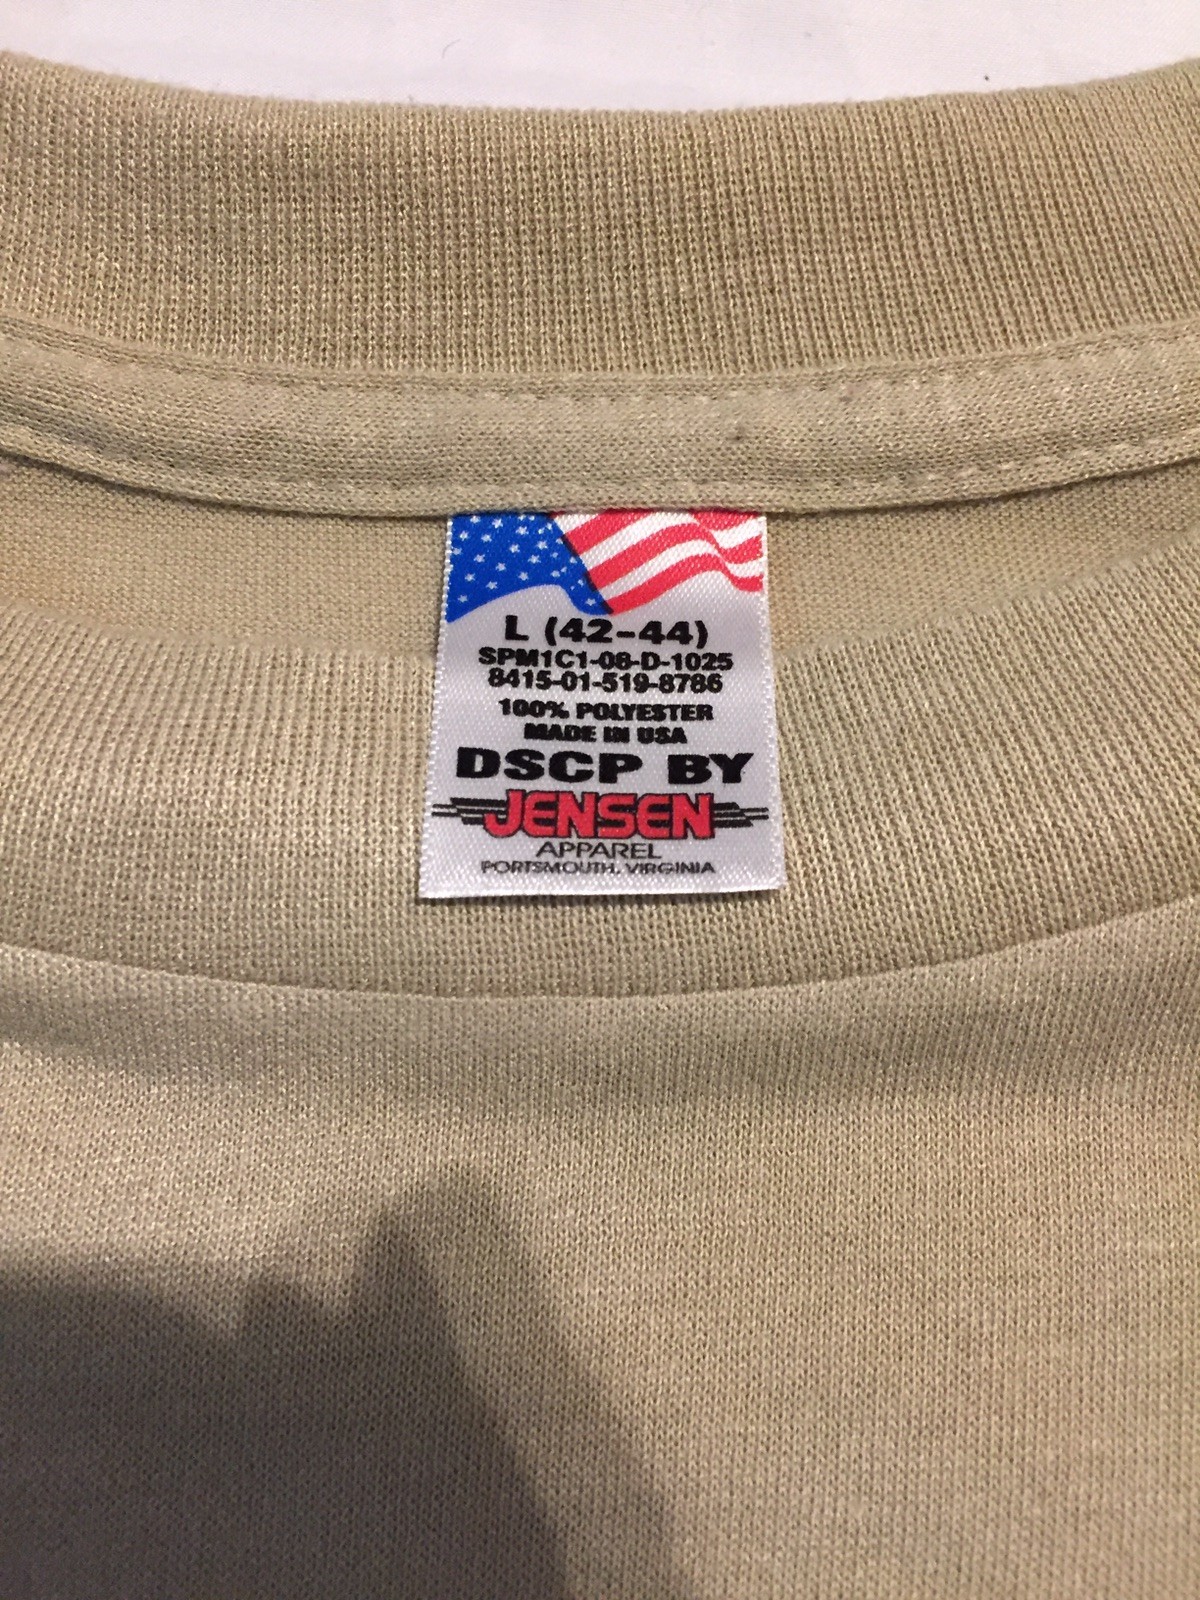 L (42-44)
SPM1C1-08-D-1025
8415-01-519-8786
100% POLYESTER
MADE IN USA
DSCP BY
JENSEN
APPAREL
PORTSMOUTH, VIRGINIA